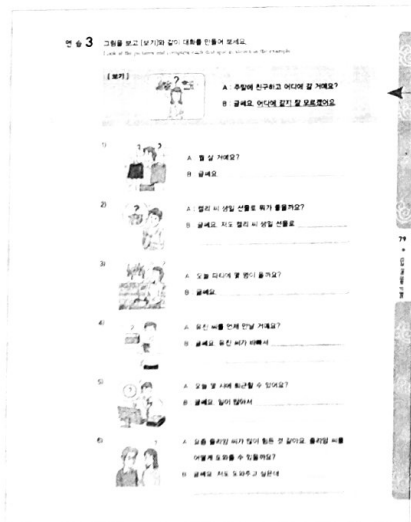 연 습 3 그림을 보고 [보기]와 같이 대화를 만들어 보세요.
[보기]
A : 주말에 친구하고 어디에 갈 거예요?
B : 글쎄요, 어디에 갈지 잘 모르겠어요.
1)
A : 뭘 살 거예요?
B : 글쎄요.
2)
A : 켈리 씨 생일 선물로 뭐가 좋을까요?
B : 글쎄요. 저도 켈리 씨 생일 선물로
3)
A : 오늘 파티에 몇 명이 올까요?
B : 글쎄요.
4)
A : 유진 씨를 언제 만날 거예요?
B : 글쎄요. 유진 씨가 바빠서
5)
A : 오늘 몇 시에 퇴근할 수 있어요?
B : 글쎄요. 일이 많아서
6)
A : 요즘 줄리앙 씨가 많이 힘든 것 같아요. 줄리앙 씨를
어떻게 도와줄 수 있을까요?
B : 글쎄요. 저도 도와주고 싶은데
79